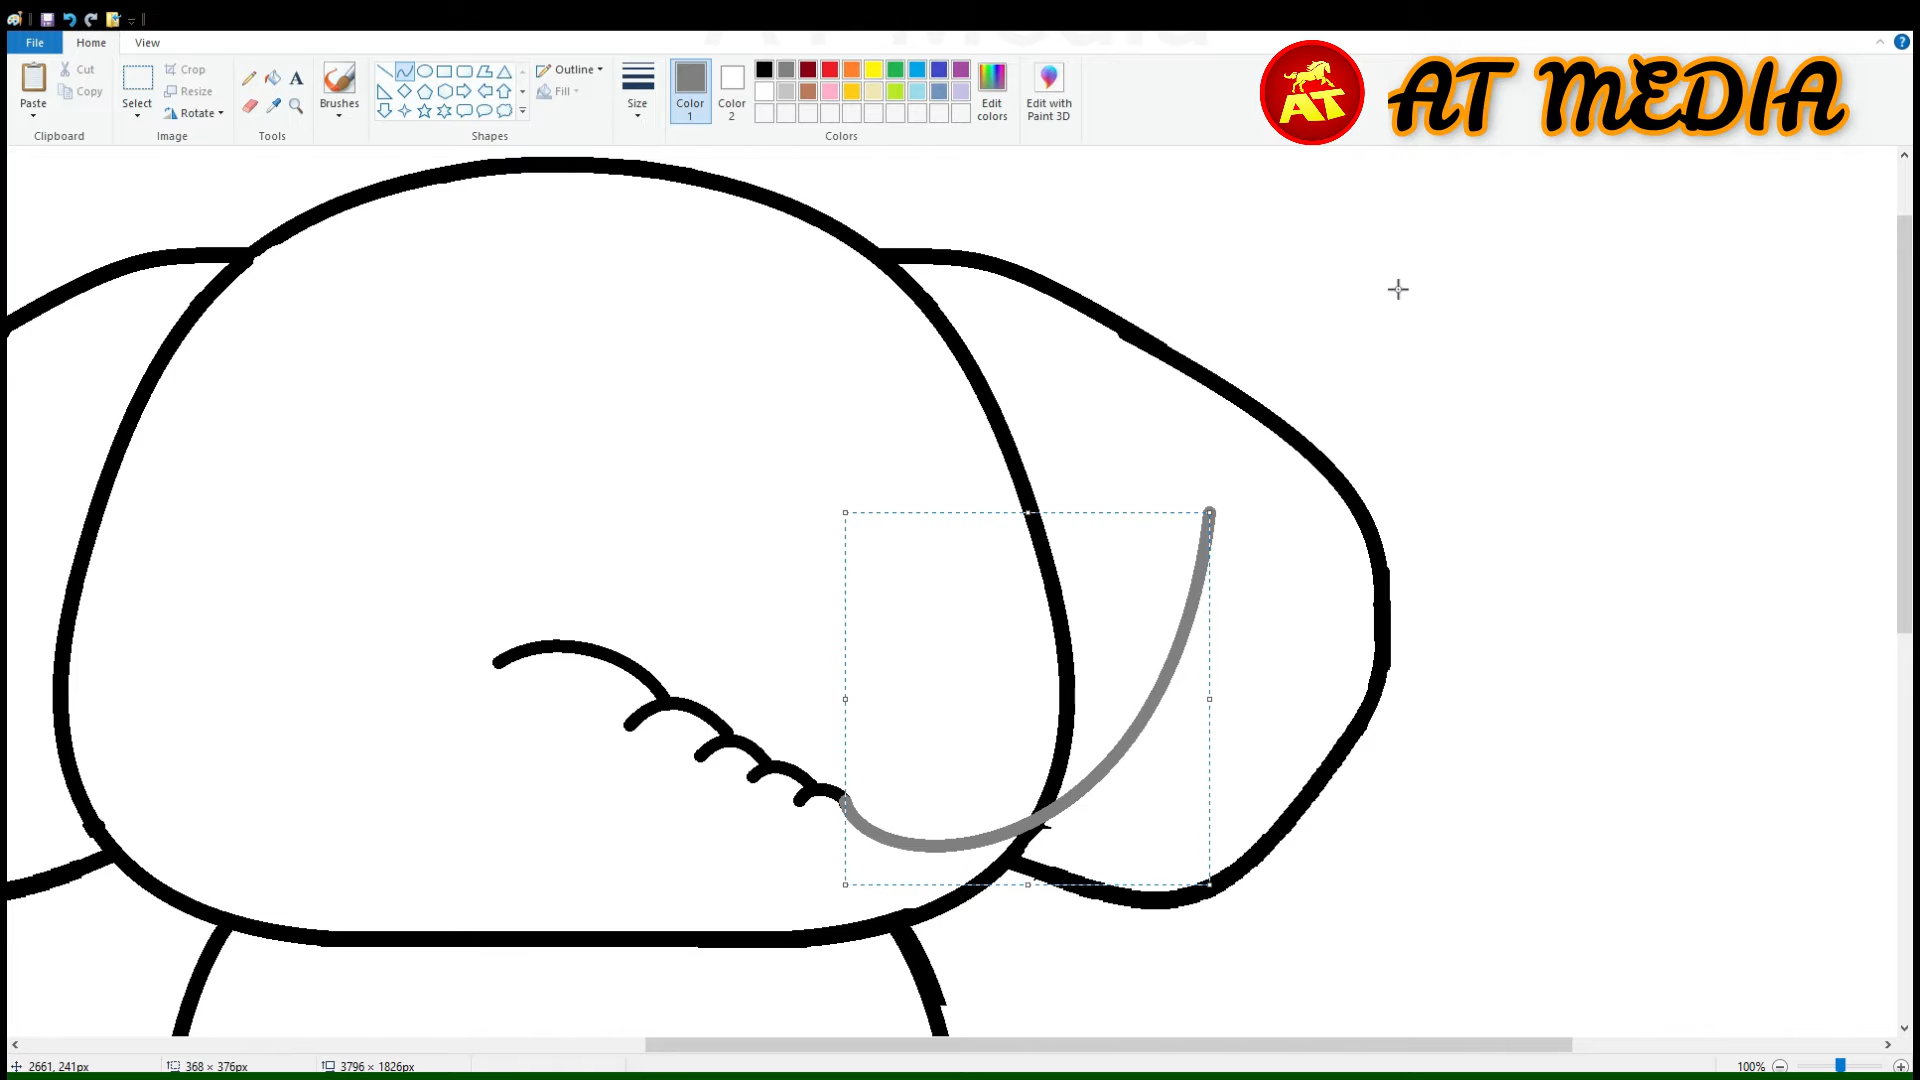 File Home View
AT MEDIA
AT
Paste
Cut
Copy
Clipboard
Select
Crop
Resize
Rotate
Image
A
Tools
Brushes
Outline
Fill
Shapes
Size
Color
1
Color
2
Edit
colors
Colors
Edit with
Paint 3D
?
2661, 241px 368 × 376px 3796 × 1826px 100%